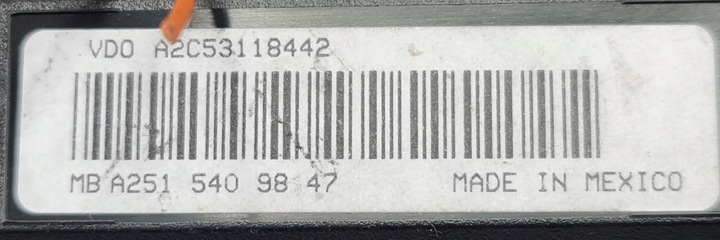 VDO A2C53118442
MB A251 540 98 47 MADE IN MEXICO